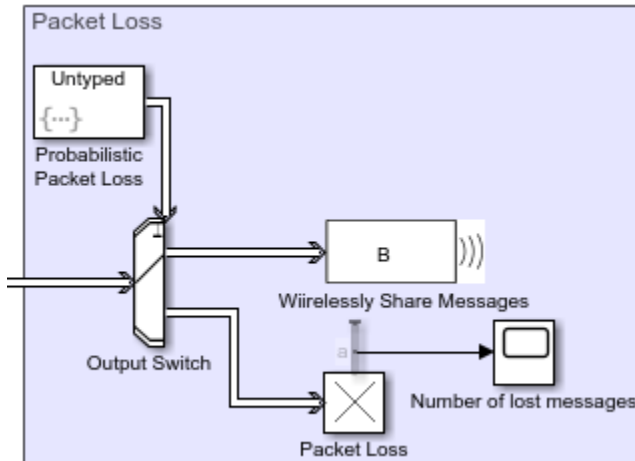 Packet Loss
Untyped
{...}
Probabilistic
Packet Loss
B
Wiirelessly Share Messages
Output Switch
a
Number of lost messages
Packet Loss